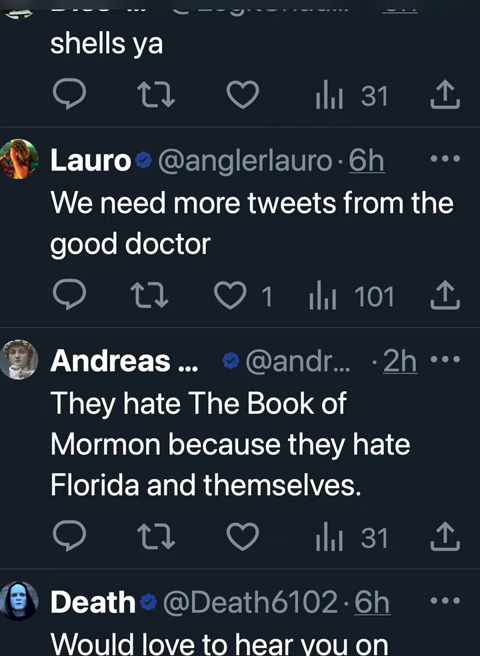 shells ya
31
Lauro @anglerlauro · 6h
We need more tweets from the
good doctor
1 101
Andreas ... @andr... · 2h
They hate The Book of
Mormon because they hate
Florida and themselves.
31
Death @Death6102 · 6h
Would love to hear you on